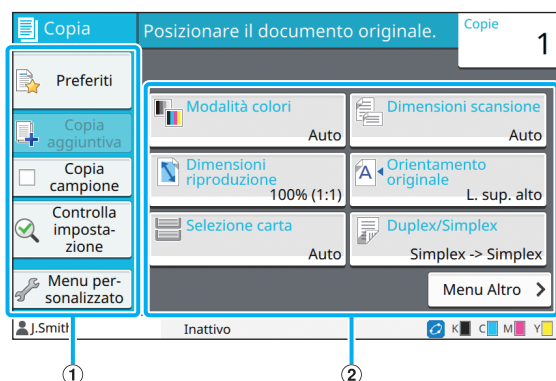 Copia
Posizionare il documento originale.
Copie
1
Preferiti
Copia
aggiuntiva
Copia
campione
Controlla
imposta-
zione
Menu per-
sonalizzato
Modalità colori
Auto
Dimensioni scansione
Auto
Dimensioni
riproduzione
100% (1:1)
Orientamento
originale
L. sup. alto
Selezione carta
Auto
Duplex/Simplex
Simplex -> Simplex
Menu Altro
J.Smith
Inattivo
K C M Y
1
2